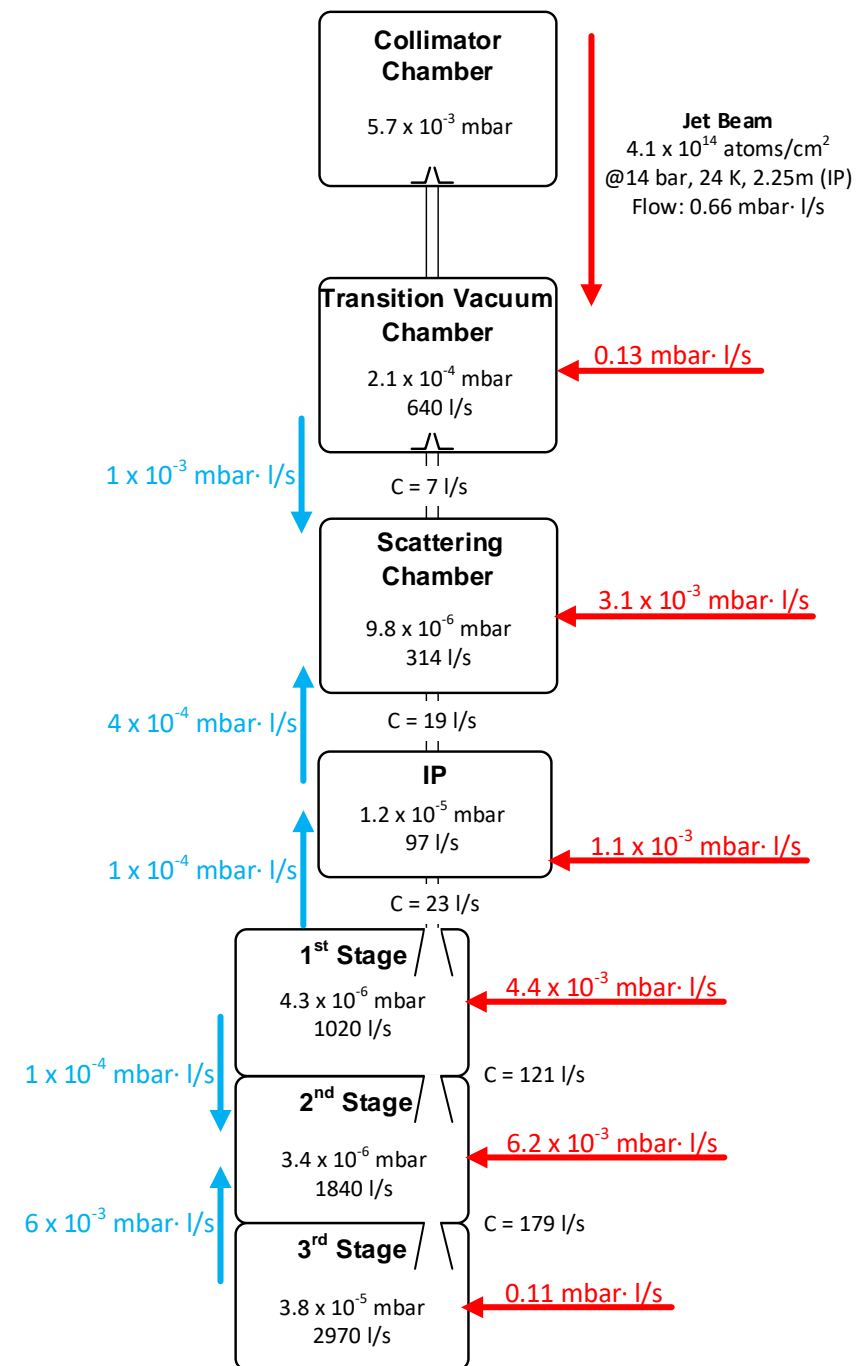 Collimator
Chamber
5.7 x 10⁻³ mbar
Jet Beam
4.1 x 10¹⁴ atoms/cm²
@14 bar, 24 K, 2.25m (IP)
Flow: 0.66 mbar· l/s
Transition Vacuum
Chamber
2.1 x 10⁻⁴ mbar
640 l/s
0.13 mbar· l/s
1 x 10⁻³ mbar· l/s
C = 7 l/s
Scattering
Chamber
9.8 x 10⁻⁶ mbar
314 l/s
3.1 x 10⁻³ mbar· l/s
4 x 10⁻⁴ mbar· l/s
C = 19 l/s
IP
1.2 x 10⁻⁵ mbar
97 l/s
1.1 x 10⁻³ mbar· l/s
1 x 10⁻⁴ mbar· l/s
C = 23 l/s
1ˢᵗ Stage
4.3 x 10⁻⁶ mbar
1020 l/s
4.4 x 10⁻³ mbar· l/s
1 x 10⁻⁴ mbar· l/s
C = 121 l/s
2ⁿᵈ Stage
3.4 x 10⁻⁶ mbar
1840 l/s
6.2 x 10⁻³ mbar· l/s
6 x 10⁻³ mbar· l/s
C = 179 l/s
3ʳᵈ Stage
3.8 x 10⁻⁵ mbar
2970 l/s
0.11 mbar· l/s